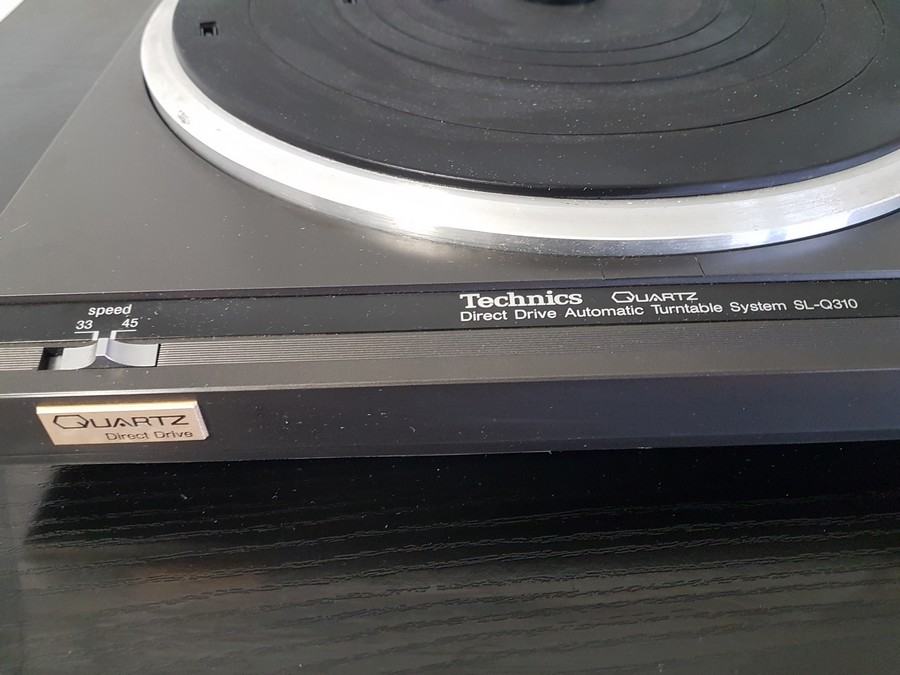 speed
33 45
Technics QUARTZ
Direct Drive Automatic Turntable System SL-Q310
QUARTZ
Direct Drive